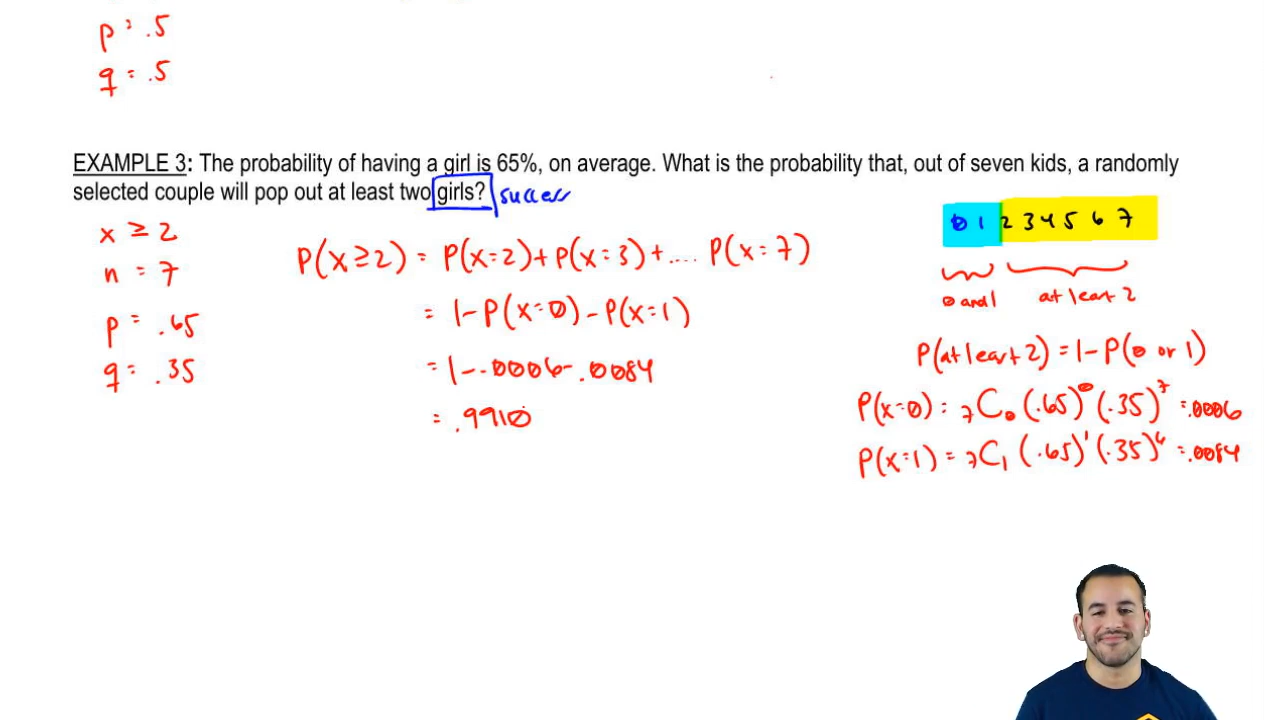 p = .5
q = .5
EXAMPLE 3: The probability of having a girl is 65%, on average. What is the probability that, out of seven kids, a randomly
selected couple will pop out at least two girls? success
x ≥ 2
n = 7
p = .65
q = .35
P(x≥2) = P(x=2)+P(x=3)+.... P(x=7)
= 1-P(x=0)-P(x=1)
= 1-.0006-.0084
= .9910
0 1 2 3 4 5 6 7
0 and 1 at least 2
P(at least 2) = 1-P(0 or 1)
P(x=0) = ₇C₀ (.65)⁰ (.35)⁷ = .0006
P(x=1) = ₇C₁ (.65)¹ (.35)⁶ = .0084